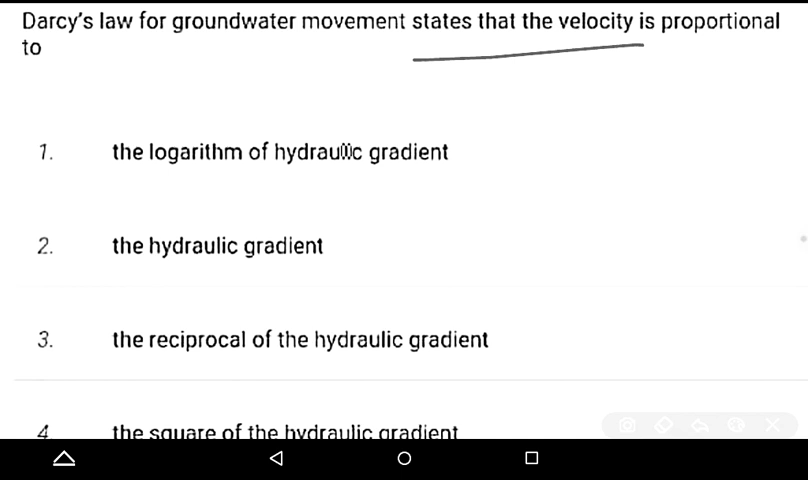 Darcy's law for groundwater movement states that the velocity is proportional
to
1. the logarithm of hydraulic gradient
2. the hydraulic gradient
3. the reciprocal of the hydraulic gradient
4 the square of the hydraulic gradient